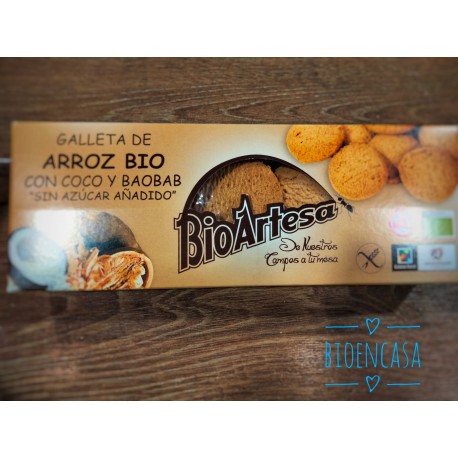 GALLETA DE
ARROZ BIO
CON COCO Y BAOBAB
"SIN AZÚCAR AÑADIDO"
BioArtesa
De Nuestros
Campos a tu mesa
BIOENCASA